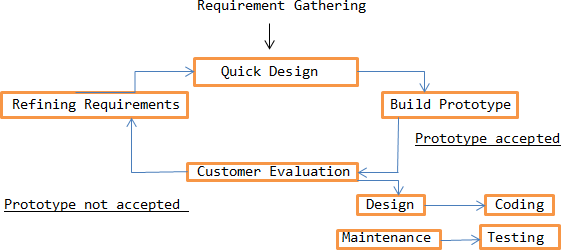 Requirement Gathering
Quick Design
Refining Requirements
Build Prototype
Prototype accepted
Customer Evaluation
Prototype not accepted
Design
Coding
Maintenance
Testing